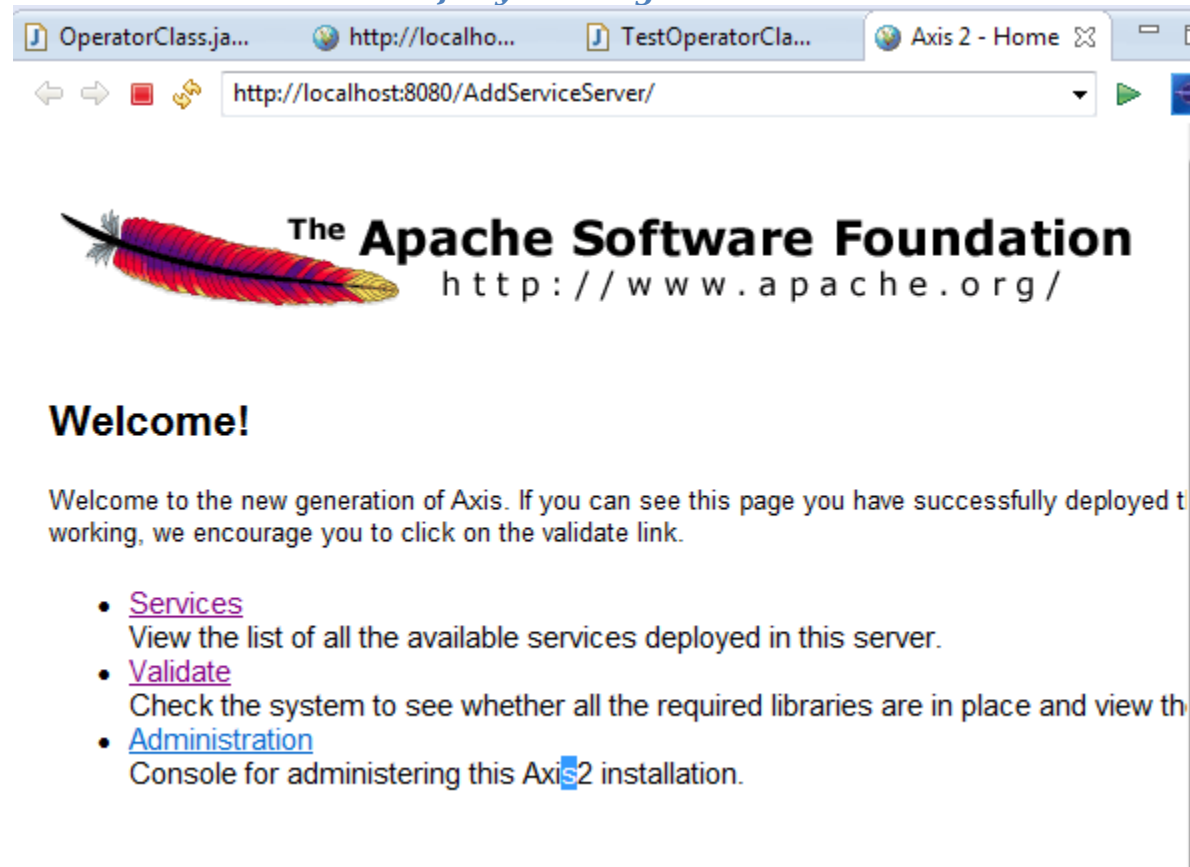 OperatorClass.ja... http://localho... TestOperatorCla... Axis 2 - Home
http://localhost:8080/AddServiceServer/
The Apache Software Foundation
http://www.apache.org/
Welcome!
Welcome to the new generation of Axis. If you can see this page you have successfully deployed
working, we encourage you to click on the validate link.
• Services
View the list of all the available services deployed in this server.
• Validate
Check the system to see whether all the required libraries are in place and view
• Administration
Console for administering this Axis2 installation.